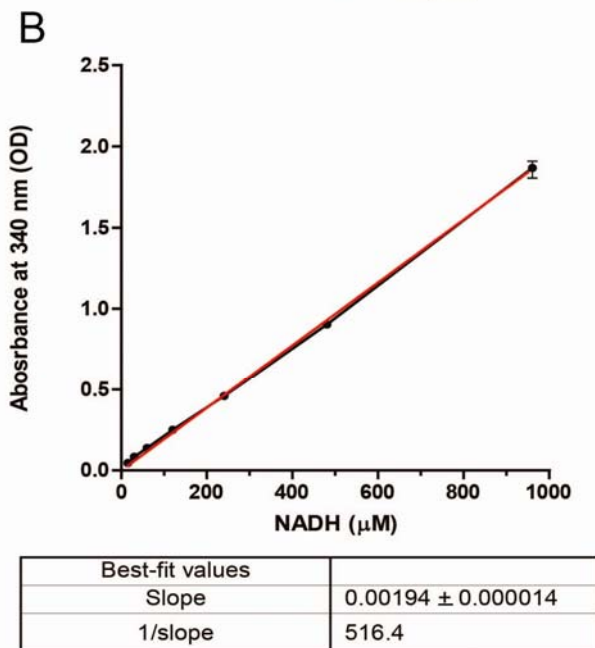 B
2.5
2.0
1.5
1.0
0.5
0.0
Abosrbance at 340 nm (OD)
0 200 400 600 800 1000
NADH (μM)
Best-fit values
Slope 0.00194 ± 0.000014
1/slope 516.4